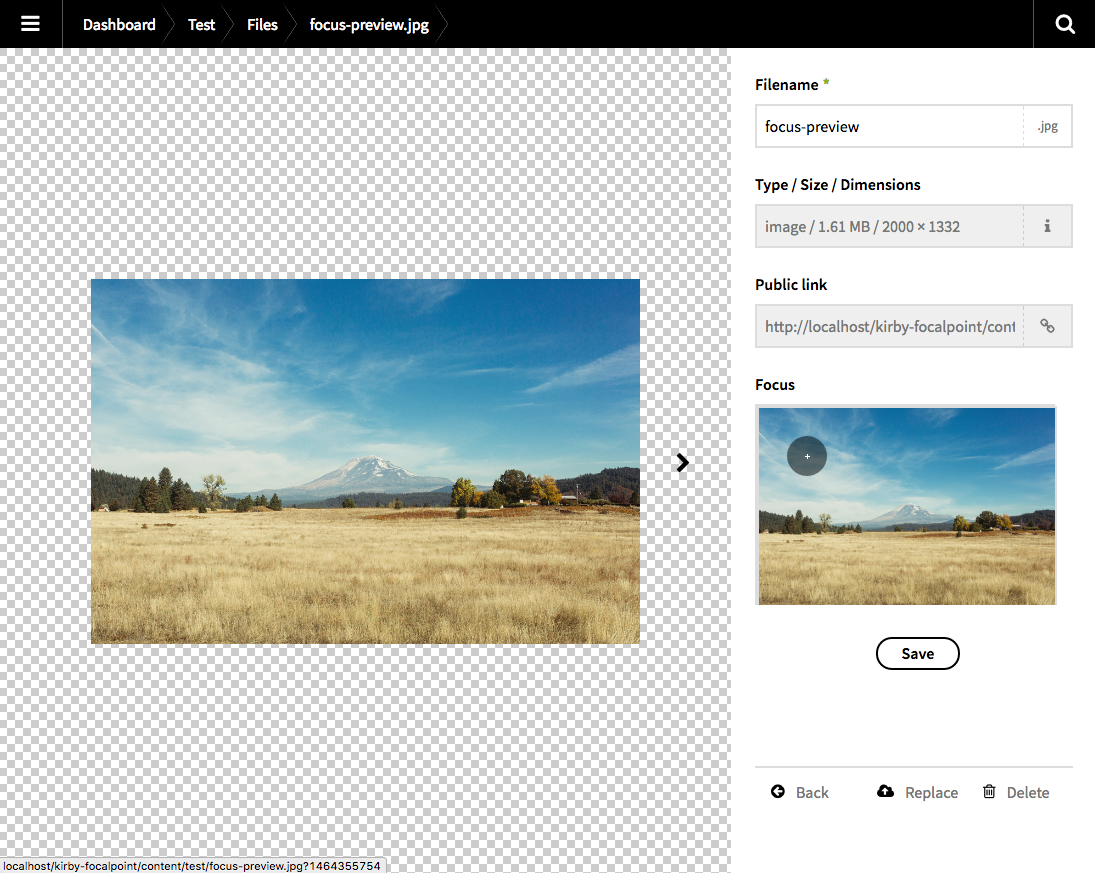 Dashboard Test Files focus-preview.jpg
Filename *
focus-preview .jpg
Type / Size / Dimensions
image / 1.61 MB / 2000 × 1332
Public link
http://localhost/kirby-focalpoint/cont
Focus
Save
Back Replace Delete
localhost/kirby-focalpoint/content/test/focus-preview.jpg?1464355754